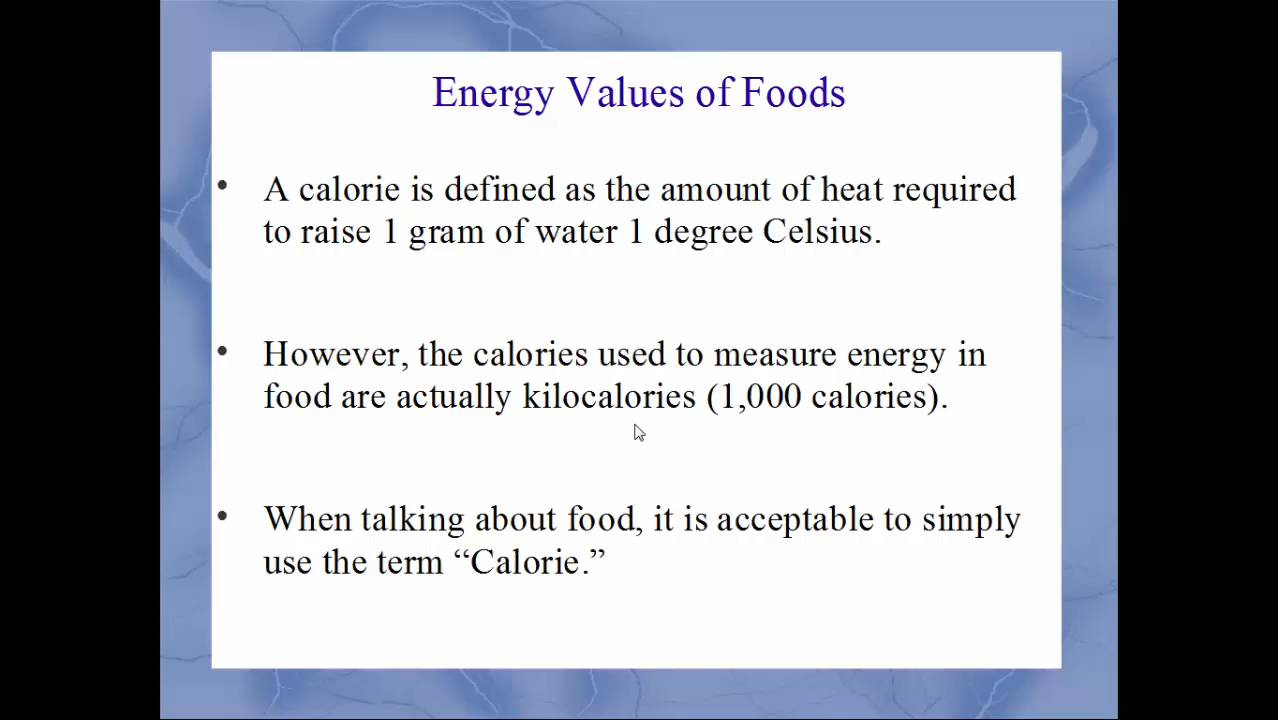 Energy Values of Foods
• A calorie is defined as the amount of heat required
to raise 1 gram of water 1 degree Celsius.
• However, the calories used to measure energy in
food are actually kilocalories (1,000 calories).
• When talking about food, it is acceptable to simply
use the term “Calorie.”